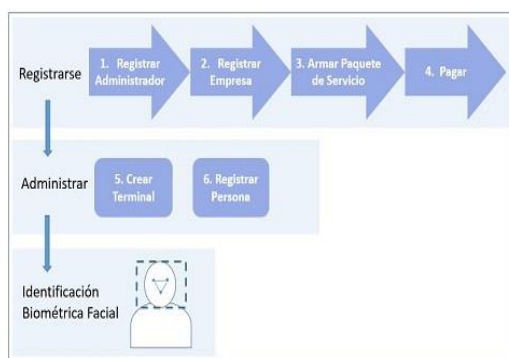 Registrarse
1. Registrar
Administrador
2. Registrar
Empresa
3. Armar Paquete
de Servicio
4. Pagar
Administrar
5. Crear
Terminal
6. Registrar
Persona
Identificación
Biométrica Facial